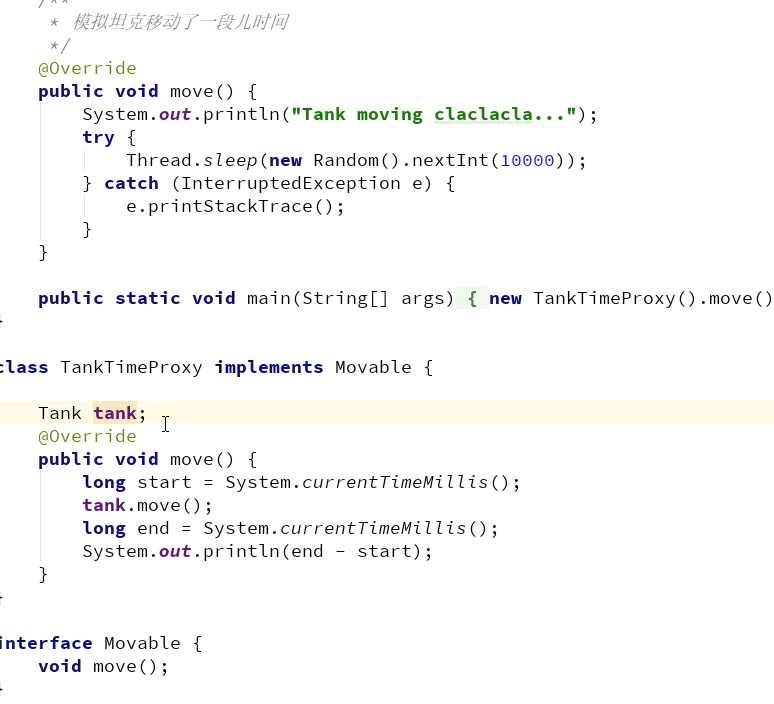 /**
* 模拟坦克移动了一段儿时间
*/
@Override
public void move() {
System.out.println("Tank moving claclacla...");
try {
Thread.sleep(new Random().nextInt(10000));
} catch (InterruptedException e) {
e.printStackTrace();
}
}
public static void main(String[] args) { new TankTimeProxy().move()
}
class TankTimeProxy implements Movable {
Tank tank;
@Override
public void move() {
long start = System.currentTimeMillis();
tank.move();
long end = System.currentTimeMillis();
System.out.println(end - start);
}
}
interface Movable {
void move();
}